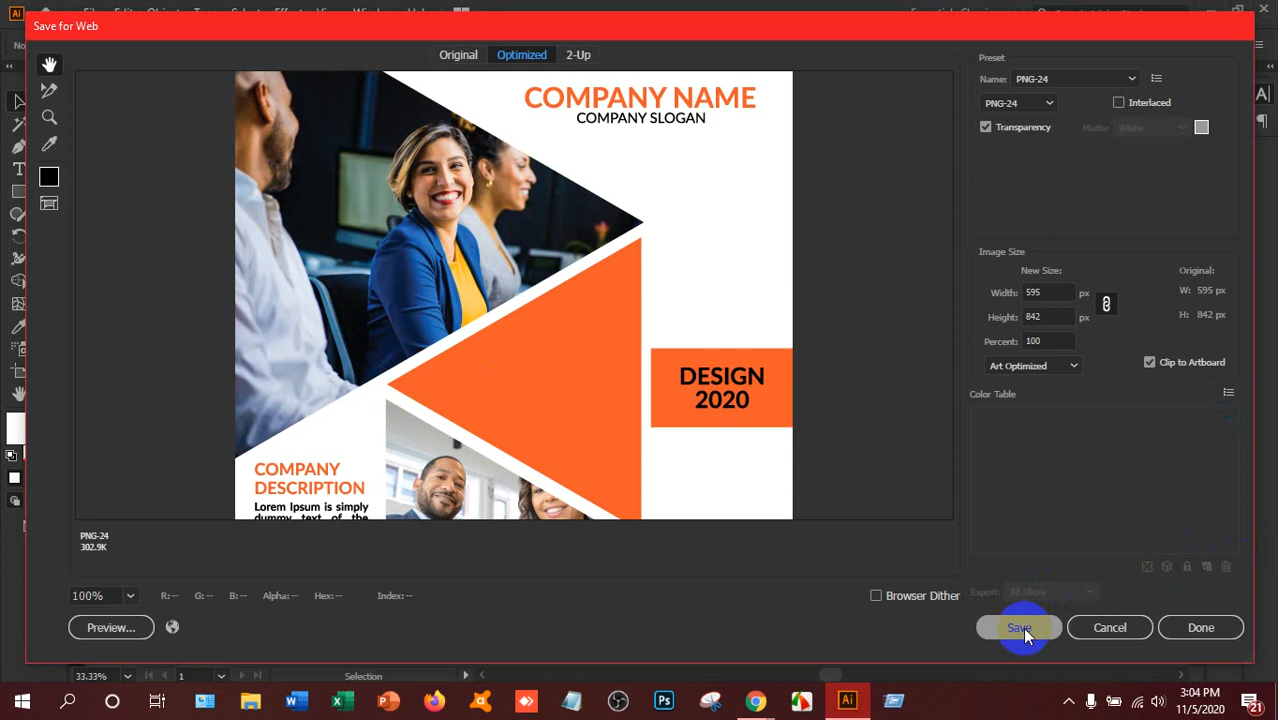 Save for Web
Original
Optimized
2-Up
Preset
Name: PNG-24
PNG-24
Interlaced
Transparency
Matte: White
COMPANY NAME
COMPANY SLOGAN
DESIGN
2020
COMPANY
DESCRIPTION
Lorem Ipsum is simply
dummy text of the
Image Size
New Size:
Original:
Width: 595 px
W: 595 px
Height: 842 px
H: 842 px
Percent: 100
Art Optimized
Clip to Artboard
Color Table
PNG-24
302.9K
100%
R: --
G: --
B: --
Alpha: --
Hex: --
Index: --
Browser Dither
Export: All Slices
Preview...
Save
Cancel
Done
33.33%
1
Selection
3:04 PM
11/5/2020
21